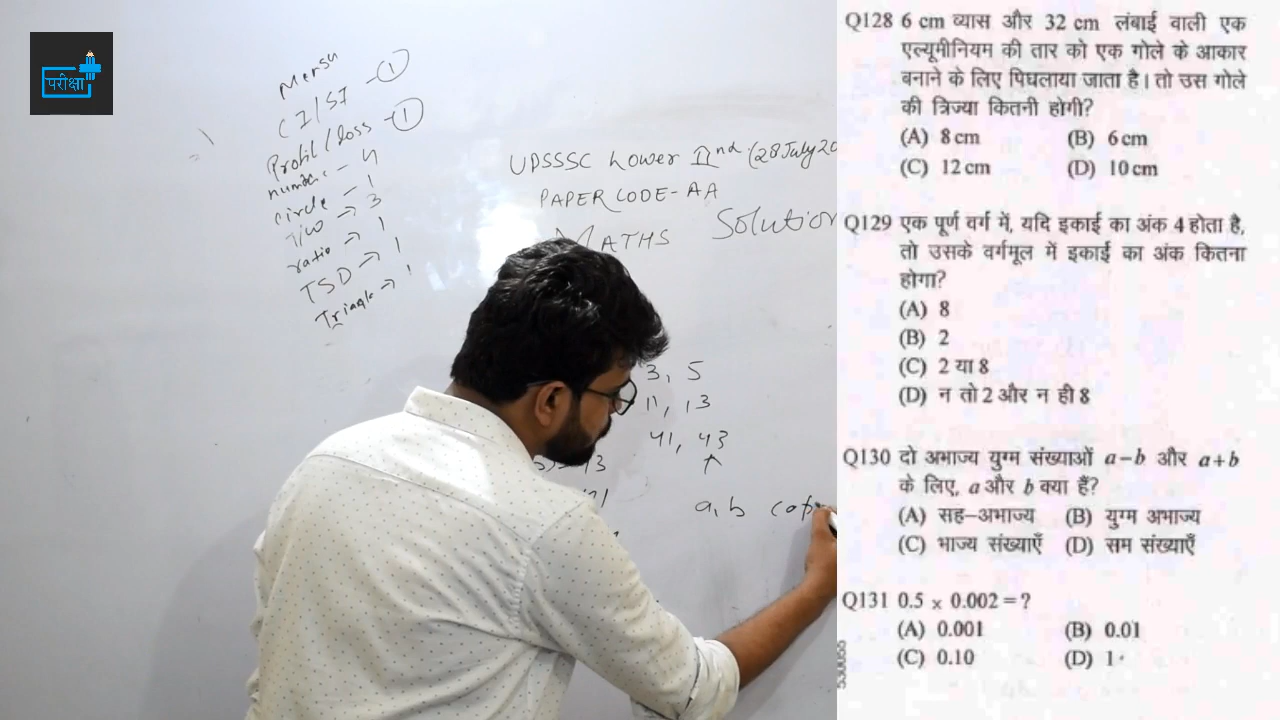 परीक्षा
Mensu
CI/SI -①
Profit/loss -①
- 4
circle - 1
T/W → 3
ratio → 1
TSD → 1
Triangle → 1
UPSSSC Lower IInd (28 July 20
PAPER CODE - AA
MATHS Solution
3, 5
11, 13
41, 43
a, b
Q128 6 cm व्यास और 32 cm लंबाई वाली एक
एल्यूमीनियम की तार को एक गोले के आकार
बनाने के लिए पिघलाया जाता है। तो उस गोले
की त्रिज्या कितनी होगी?
(A) 8 cm (B) 6 cm
(C) 12 cm (D) 10 cm
Q129 एक पूर्ण वर्ग में, यदि इकाई का अंक 4 होता है,
तो उसके वर्गमूल में इकाई का अंक कितना
होगा?
(A) 8
(B) 2
(C) 2 या 8
(D) न तो 2 और न ही 8
Q130 दो अभाज्य युग्म संख्याओं a-b और a+b
के लिए, a और b क्या हैं?
(A) सह-अभाज्य (B) युग्म अभाज्य
(C) भाज्य संख्याएँ (D) सम संख्याएँ
Q131 0.5 × 0.002 = ?
(A) 0.001 (B) 0.01
(C) 0.10 (D) 1